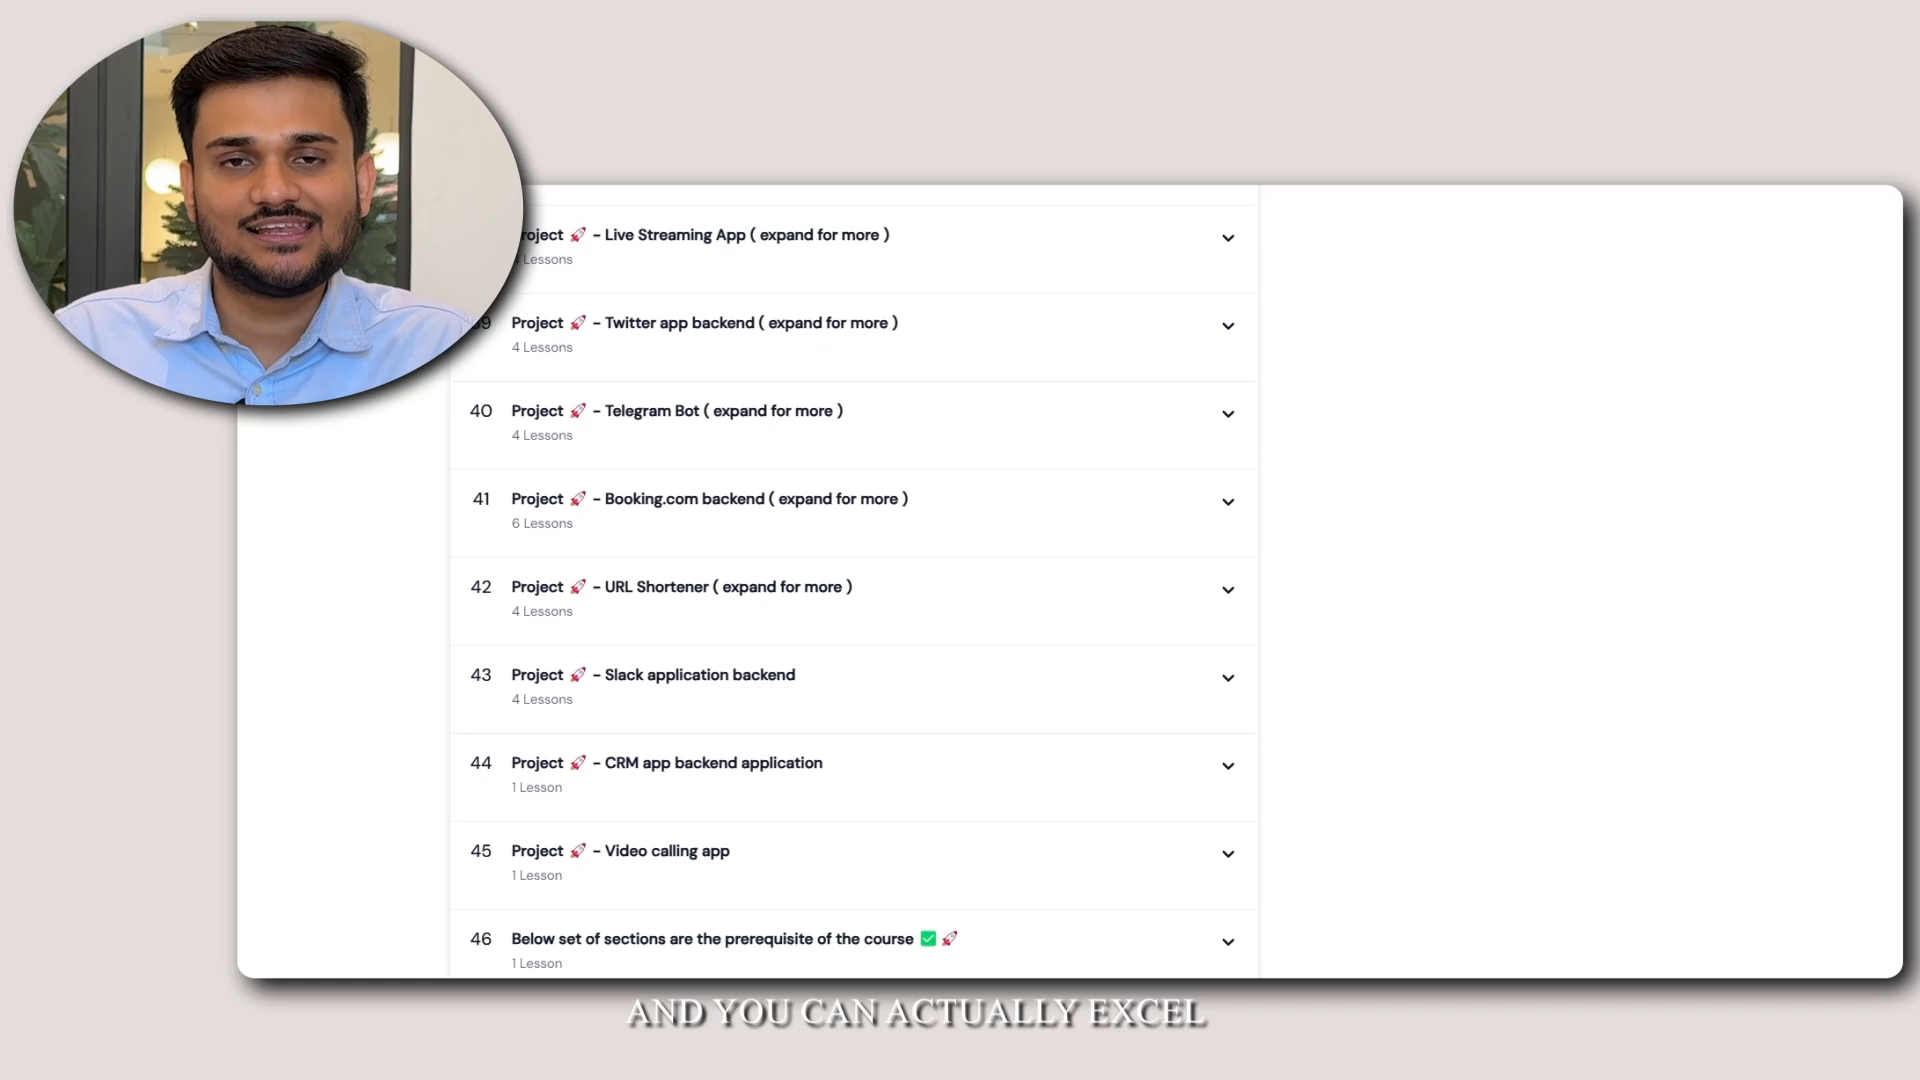 roject 🚀 - Live Streaming App ( expand for more )
Lessons
39 Project 🚀 - Twitter app backend ( expand for more )
4 Lessons
40 Project 🚀 - Telegram Bot ( expand for more )
4 Lessons
41 Project 🚀 - Booking.com backend ( expand for more )
6 Lessons
42 Project 🚀 - URL Shortener ( expand for more )
4 Lessons
43 Project 🚀 - Slack application backend
4 Lessons
44 Project 🚀 - CRM app backend application
1 Lesson
45 Project 🚀 - Video calling app
1 Lesson
46 Below set of sections are the prerequisite of the course ✅ 🚀
1 Lesson
AND YOU CAN ACTUALLY EXCEL